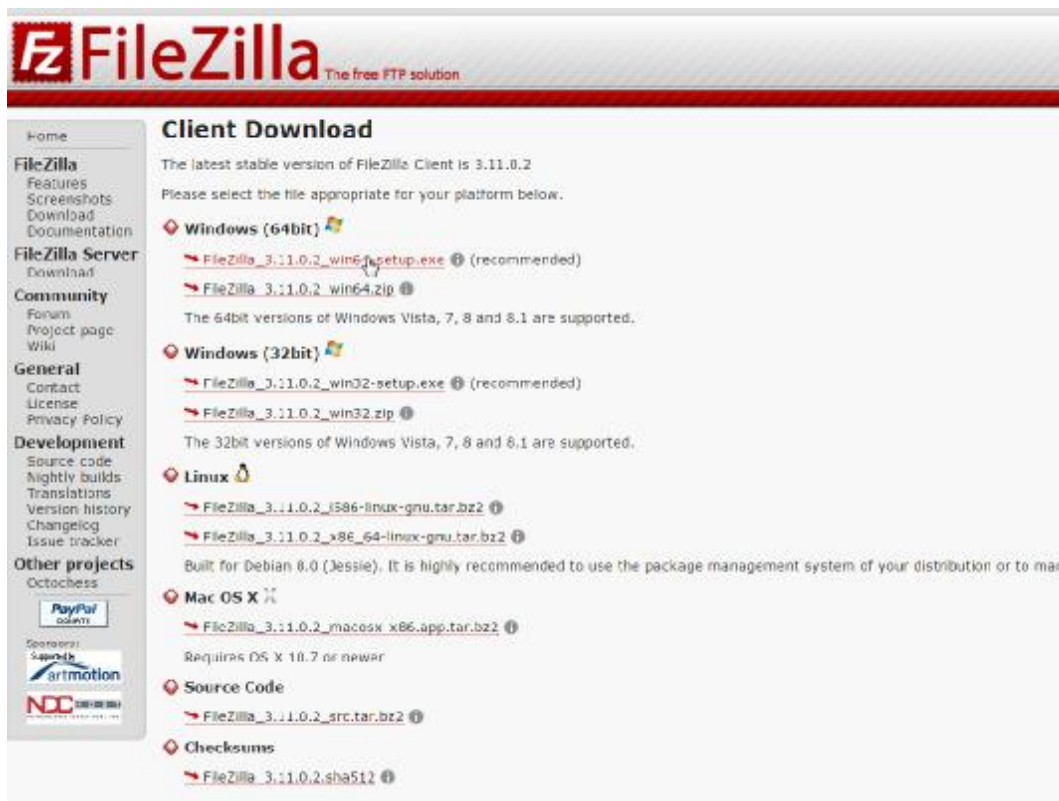 Fz FileZilla The free FTP solution
Home
FileZilla
Features
Screenshots
Download
Documentation
FileZilla Server
Download
Community
Forum
Project page
Wiki
General
Contact
License
Privacy Policy
Development
Source code
Nightly builds
Translations
Version history
Changelog
Issue tracker
Other projects
Octochess
PayPal
DONATE
Sponsors:
Supported by
artmotion
NDC
Client Download
The latest stable version of FileZilla Client is 3.11.0.2
Please select the file appropriate for your platform below.
Windows (64bit)
FileZilla_3.11.0.2_win64-setup.exe (recommended)
FileZilla_3.11.0.2_win64.zip
The 64bit versions of Windows Vista, 7, 8 and 8.1 are supported.
Windows (32bit)
FileZilla_3.11.0.2_win32-setup.exe (recommended)
FileZilla_3.11.0.2_win32.zip
The 32bit versions of Windows Vista, 7, 8 and 8.1 are supported.
Linux
FileZilla_3.11.0.2_i586-linux-gnu.tar.bz2
FileZilla_3.11.0.2_x86_64-linux-gnu.tar.bz2
Built for Debian 8.0 (Jessie). It is highly recommended to use the package management system of your distribution or to mar
Mac OS X
FileZilla_3.11.0.2_macosx-x86.app.tar.bz2
Requires OS X 10.7 or newer
Source Code
FileZilla_3.11.0.2_src.tar.bz2
Checksums
FileZilla_3.11.0.2.sha512